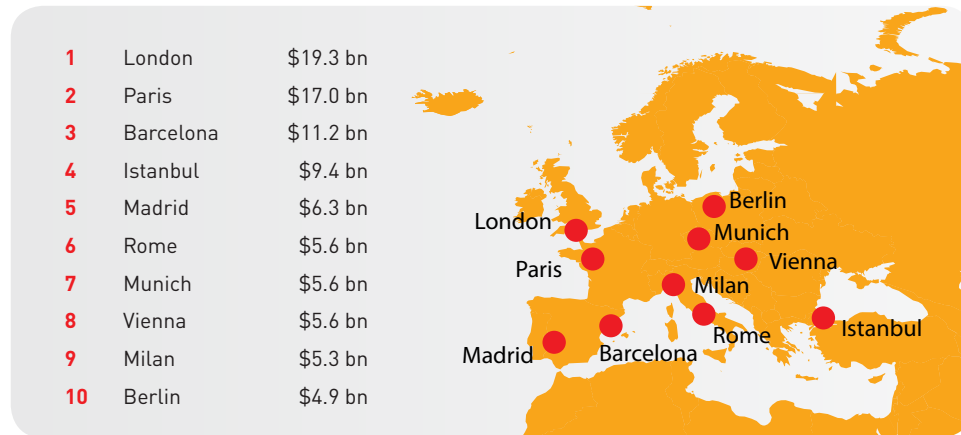 1 London $19.3 bn
2 Paris $17.0 bn
3 Barcelona $11.2 bn
4 Istanbul $9.4 bn
5 Madrid $6.3 bn
6 Rome $5.6 bn
7 Munich $5.6 bn
8 Vienna $5.6 bn
9 Milan $5.3 bn
10 Berlin $4.9 bn
Berlin
London
Munich
Paris
Vienna
Milan
Istanbul
Rome
Madrid
Barcelona